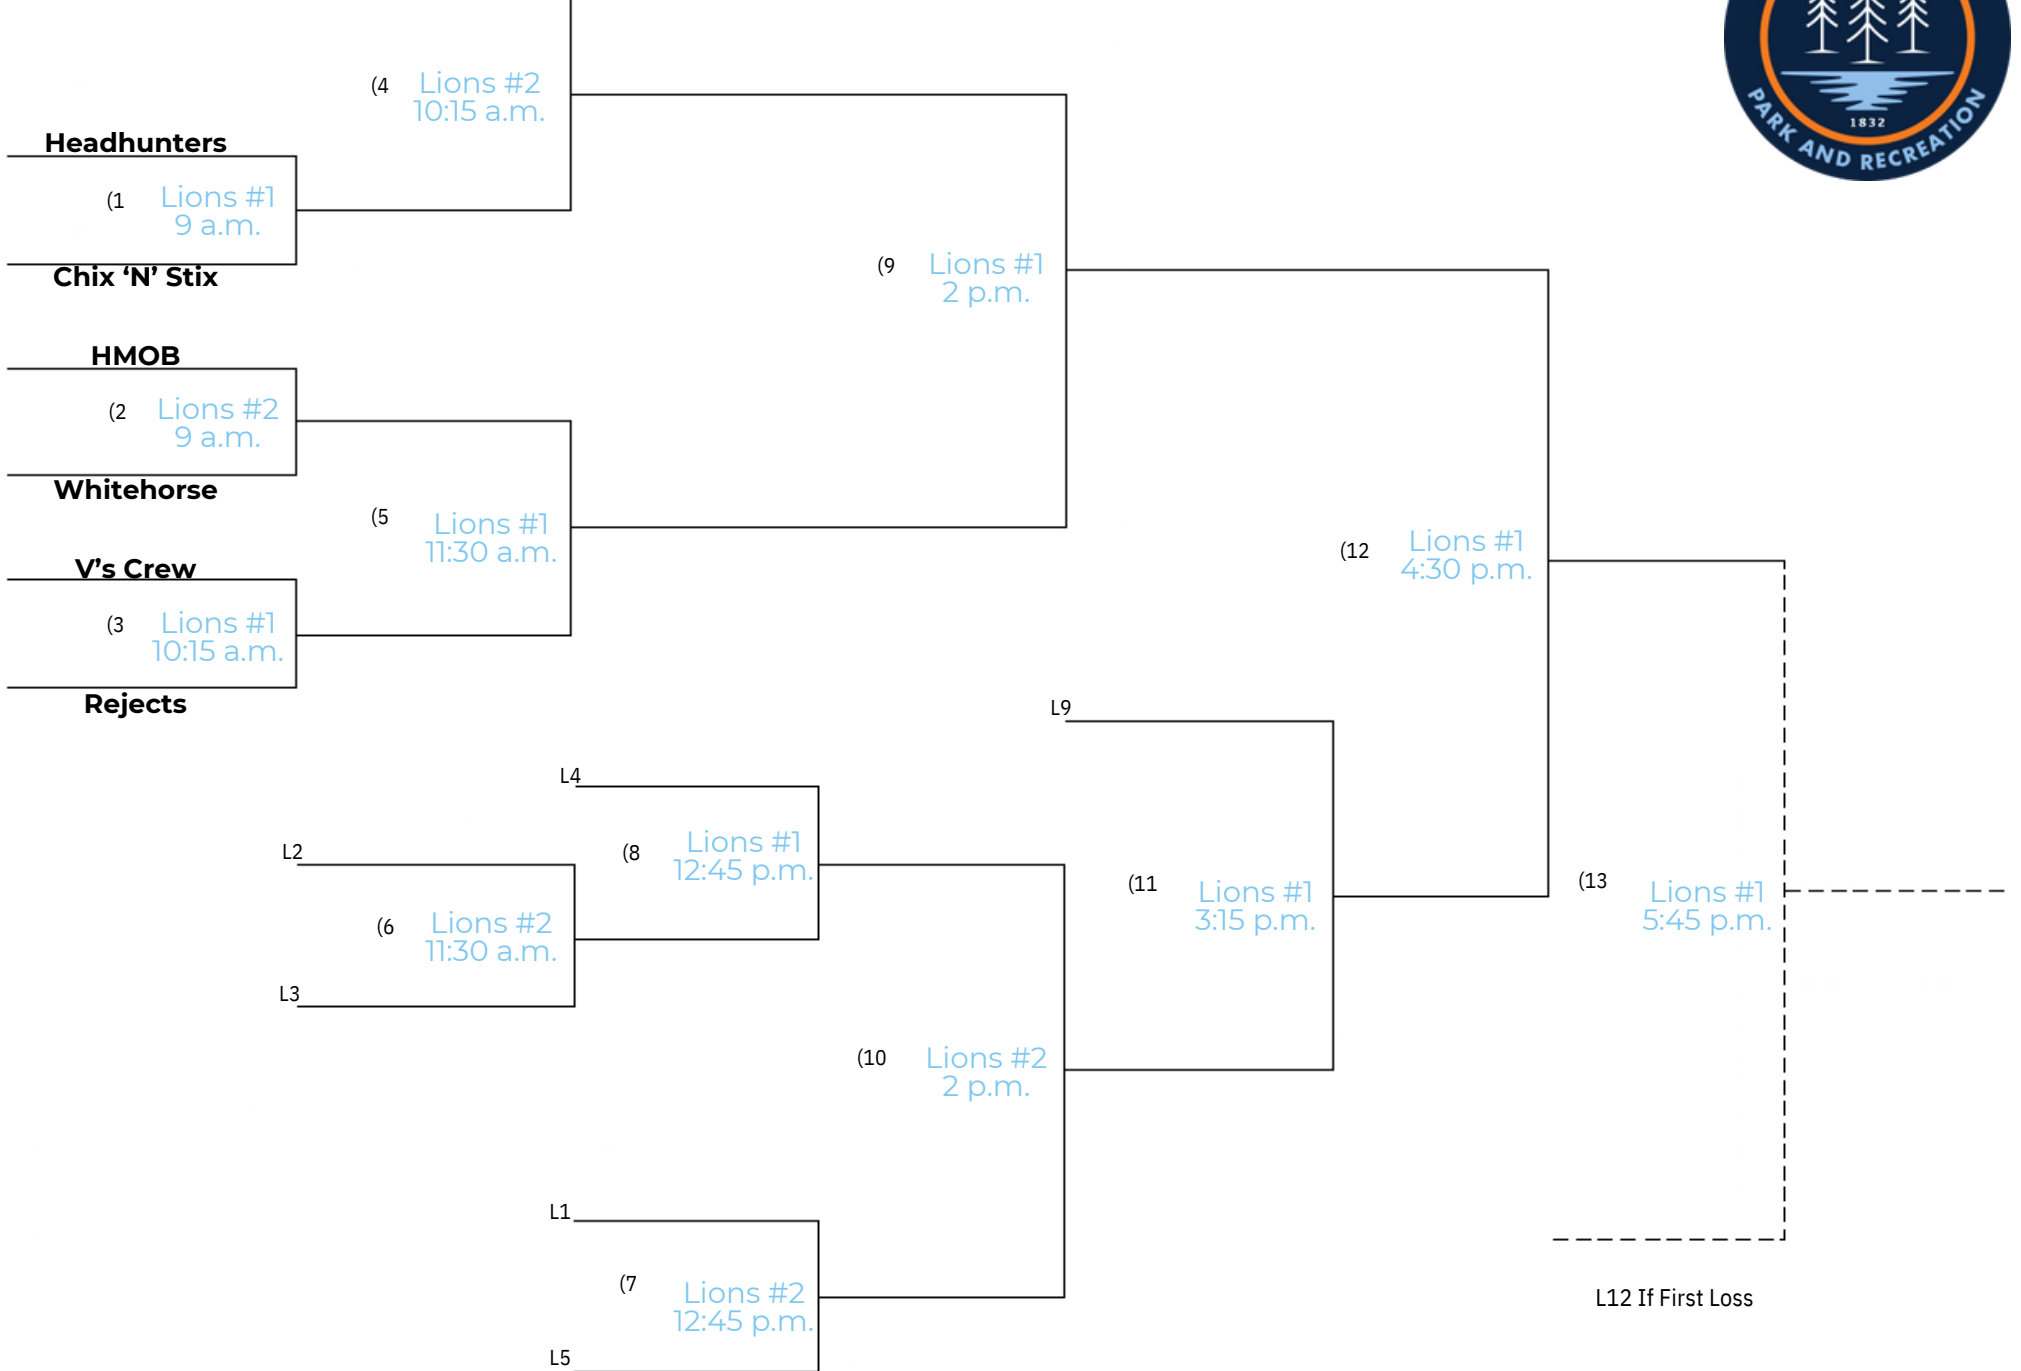 (4
Lions #2
10:15 a.m.
PARK AND RECREATION
1832
Headhunters
(1
Lions #1
9 a.m.
Chix ‘N’ Stix
(9
Lions #1
2 p.m.
HMOB
(2
Lions #2
9 a.m.
Whitehorse
(5
Lions #1
11:30 a.m.
(12
Lions #1
4:30 p.m.
V’s Crew
(3
Lions #1
10:15 a.m.
Rejects
L9
L4
(8
Lions #1
12:45 p.m.
L2
(6
Lions #2
11:30 a.m.
L3
(11
Lions #1
3:15 p.m.
(13
Lions #1
5:45 p.m.
(10
Lions #2
2 p.m.
L1
(7
Lions #2
12:45 p.m.
L5
L12 If First Loss